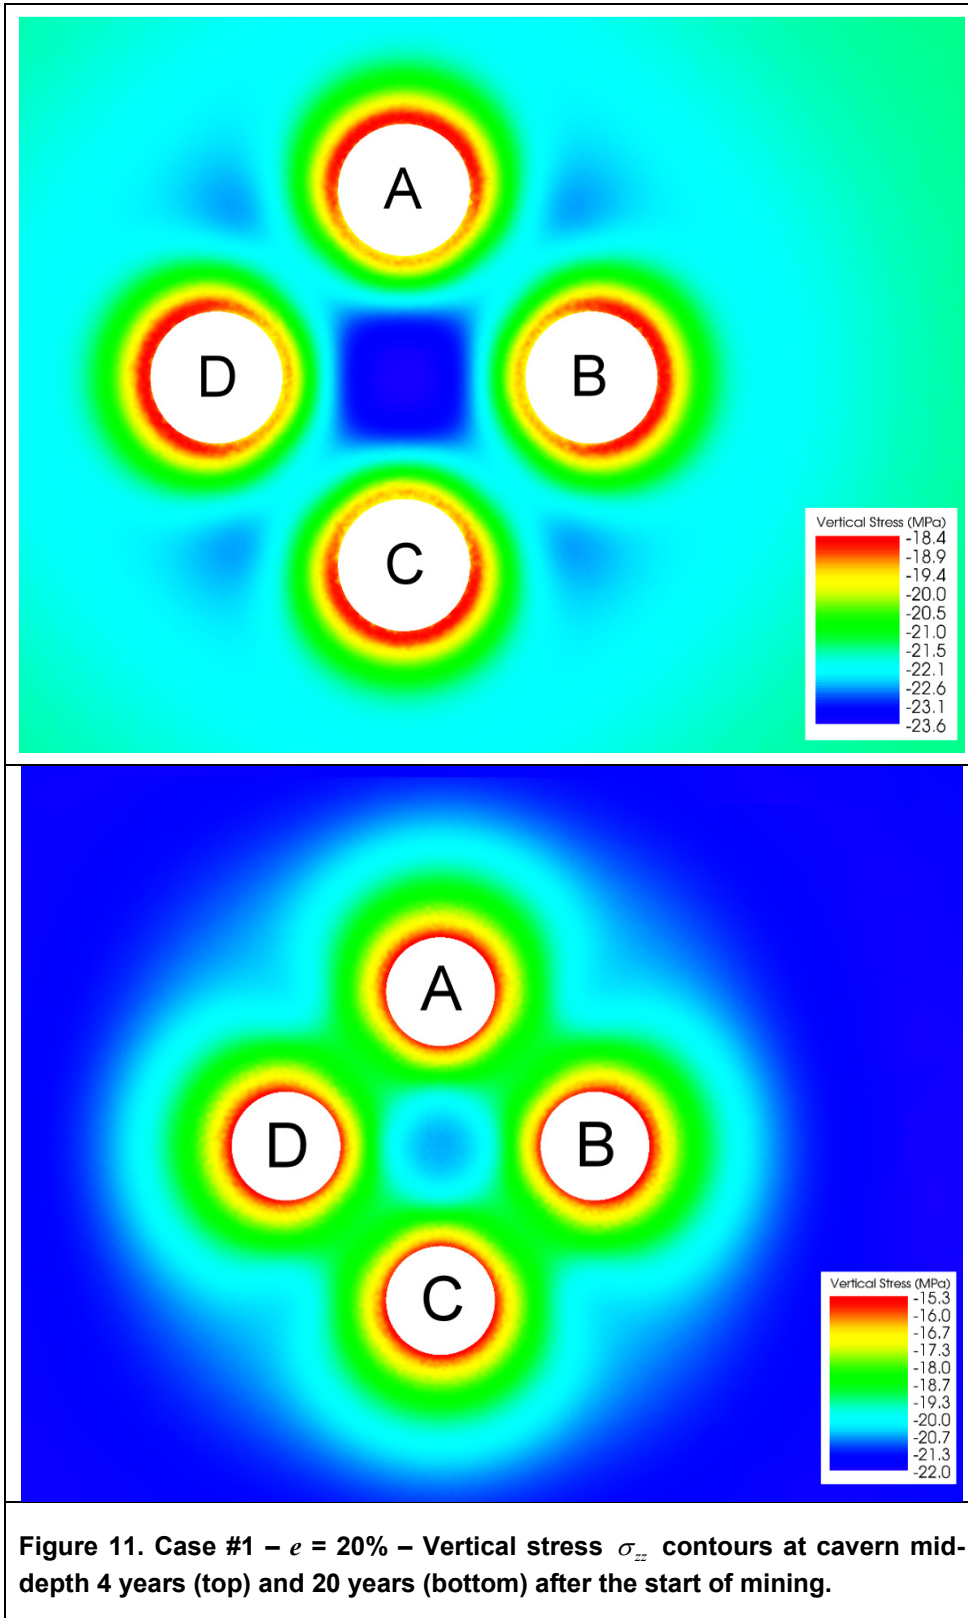 A
D
B
C
Vertical Stress (MPa)
-18.4
-18.9
-19.4
-20.0
-20.5
-21.0
-21.5
-22.1
-22.6
-23.1
-23.6
A
D
B
C
Vertical Stress (MPa)
-15.3
-16.0
-16.7
-17.3
-18.0
-18.7
-19.3
-20.0
-20.7
-21.3
-22.0
Figure 11. Case #1 – e = 20% – Vertical stress σzz contours at cavern mid-
depth 4 years (top) and 20 years (bottom) after the start of mining.